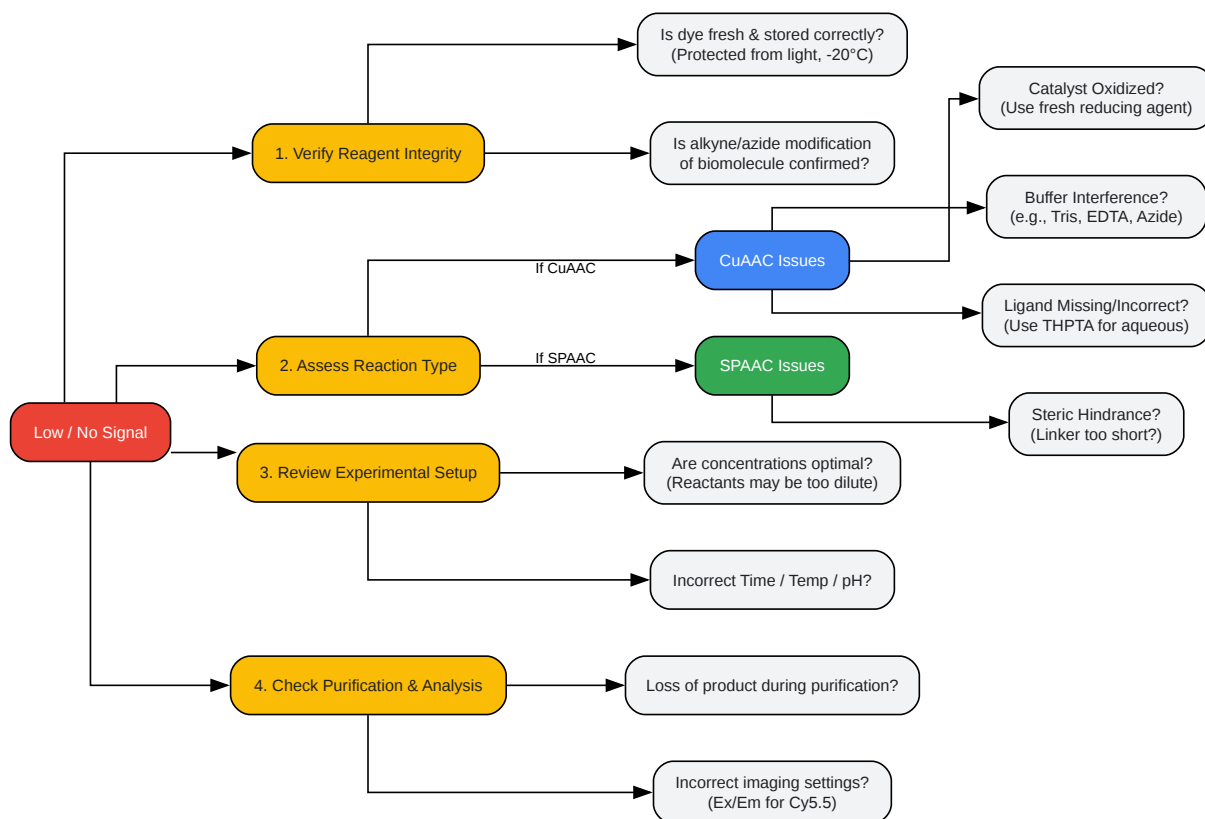 Is dye fresh & stored correctly?
(Protected from light, -20°C)
Catalyst Oxidized?
(Use fresh reducing agent)
1. Verify Reagent Integrity
Is alkyne/azide modification
of biomolecule confirmed?
Buffer Interference?
(e.g., Tris, EDTA, Azide)
If CuAAC
CuAAC Issues
Ligand Missing/Incorrect?
(Use THPTA for aqueous)
2. Assess Reaction Type
If SPAAC
SPAAC Issues
Steric Hindrance?
(Linker too short?)
Low / No Signal
3. Review Experimental Setup
Are concentrations optimal?
(Reactants may be too dilute)
Incorrect Time / Temp / pH?
4. Check Purification & Analysis
Loss of product during purification?
Incorrect imaging settings?
(Ex/Em for Cy5.5)